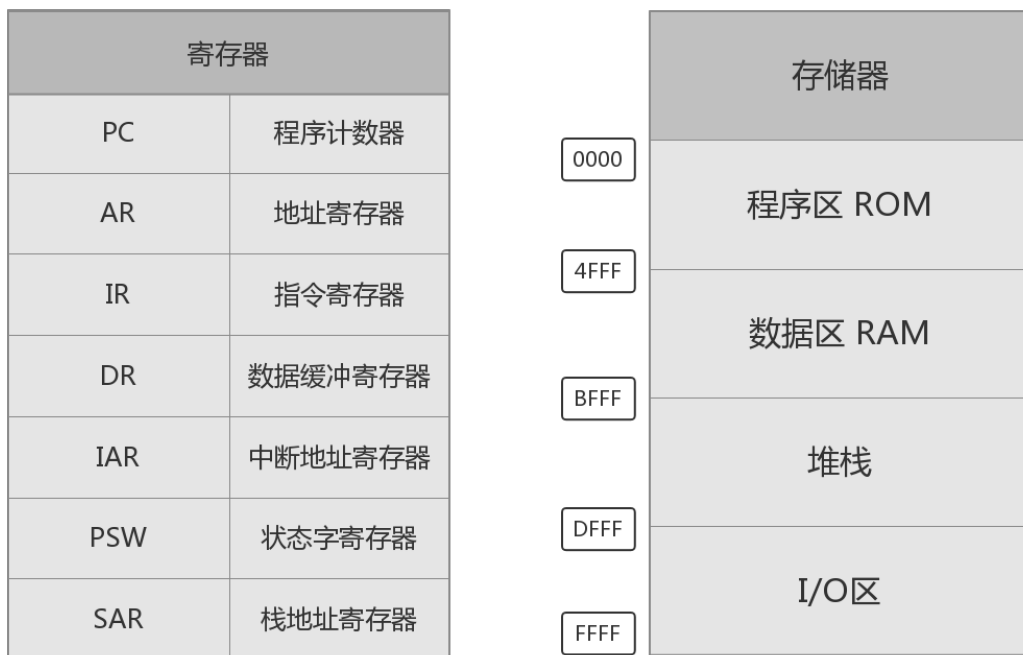 寄存器
PC 程序计数器
AR 地址寄存器
IR 指令寄存器
DR 数据缓冲寄存器
IAR 中断地址寄存器
PSW 状态字寄存器
SAR 栈地址寄存器
存储器
0000
程序区 ROM
4FFF
数据区 RAM
BFFF
堆栈
DFFF
I/O区
FFFF